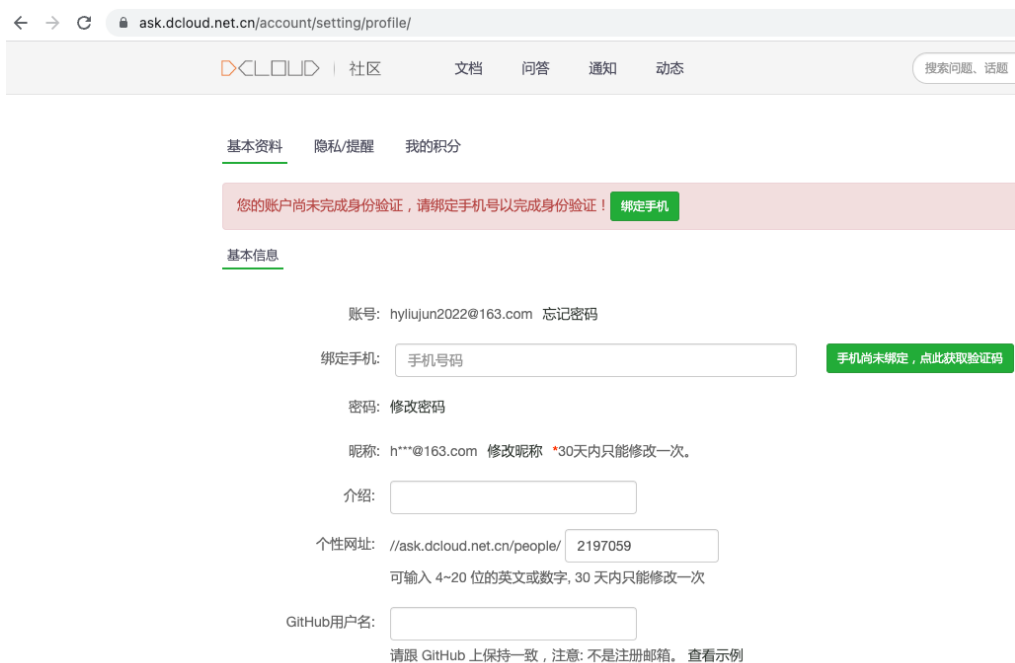 ask.dcloud.net.cn/account/setting/profile/
DCLOUD 社区 文档 问答 通知 动态 搜索问题、话题
基本资料 隐私/提醒 我的积分
您的账户尚未完成身份验证，请绑定手机号以完成身份验证！ 绑定手机
基本信息
账号: hyliujun2022@163.com 忘记密码
绑定手机: 手机号码 手机尚未绑定，点此获取验证码
密码: 修改密码
昵称: h***@163.com 修改昵称 *30天内只能修改一次。
介绍:
个性网址: //ask.dcloud.net.cn/people/ 2197059
可输入 4~20 位的英文或数字, 30 天内只能修改一次
GitHub用户名:
请跟 GitHub 上保持一致，注意: 不是注册邮箱。 查看示例